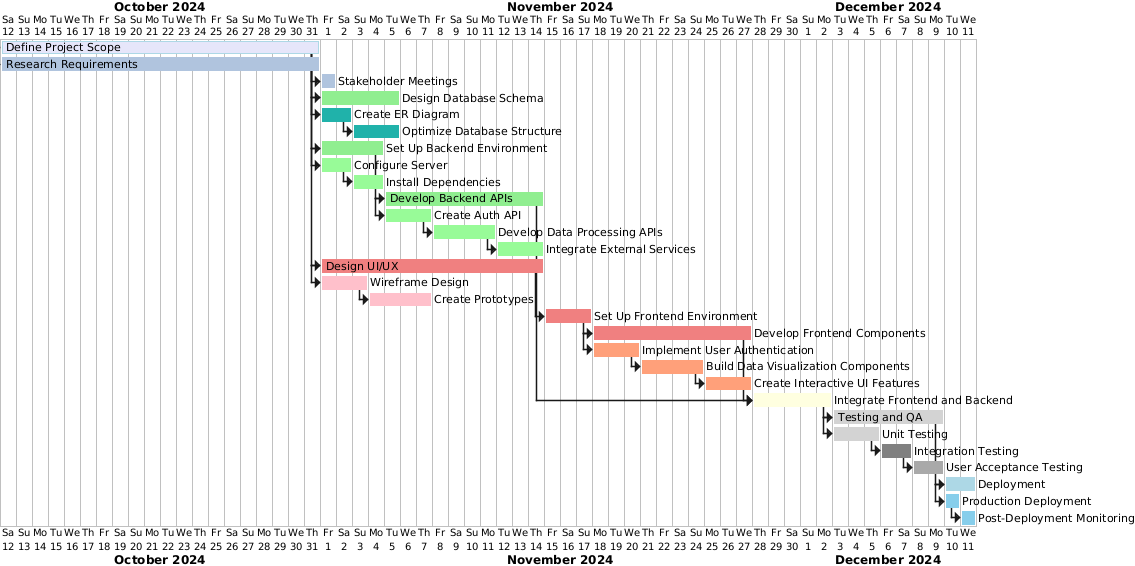 October 2024 November 2024 December 2024
Sa Su Mo Tu We Th Fr Sa Su Mo Tu We Th Fr Sa Su Mo Tu We Th Fr Sa Su Mo Tu We Th Fr Sa Su Mo Tu We Th Fr Sa Su Mo Tu We Th Fr Sa Su Mo Tu We Th Fr Sa Su Mo Tu We Th Fr Sa Su Mo Tu We
12 13 14 15 16 17 18 19 20 21 22 23 24 25 26 27 28 29 30 31 1 2 3 4 5 6 7 8 9 10 11 12 13 14 15 16 17 18 19 20 21 22 23 24 25 26 27 28 29 30 1 2 3 4 5 6 7 8 9 10 11
Define Project Scope
Research Requirements
Stakeholder Meetings
Design Database Schema
Create ER Diagram
Optimize Database Structure
Set Up Backend Environment
Configure Server
Install Dependencies
Develop Backend APIs
Create Auth API
Develop Data Processing APIs
Integrate External Services
Design UI/UX
Wireframe Design
Create Prototypes
Set Up Frontend Environment
Develop Frontend Components
Implement User Authentication
Build Data Visualization Components
Create Interactive UI Features
Integrate Frontend and Backend
Testing and QA
Unit Testing
Integration Testing
User Acceptance Testing
Deployment
Production Deployment
Post-Deployment Monitoring
Sa Su Mo Tu We Th Fr Sa Su Mo Tu We Th Fr Sa Su Mo Tu We Th Fr Sa Su Mo Tu We Th Fr Sa Su Mo Tu We Th Fr Sa Su Mo Tu We Th Fr Sa Su Mo Tu We Th Fr Sa Su Mo Tu We Th Fr Sa Su Mo Tu We
12 13 14 15 16 17 18 19 20 21 22 23 24 25 26 27 28 29 30 31 1 2 3 4 5 6 7 8 9 10 11 12 13 14 15 16 17 18 19 20 21 22 23 24 25 26 27 28 29 30 1 2 3 4 5 6 7 8 9 10 11
October 2024 November 2024 December 2024